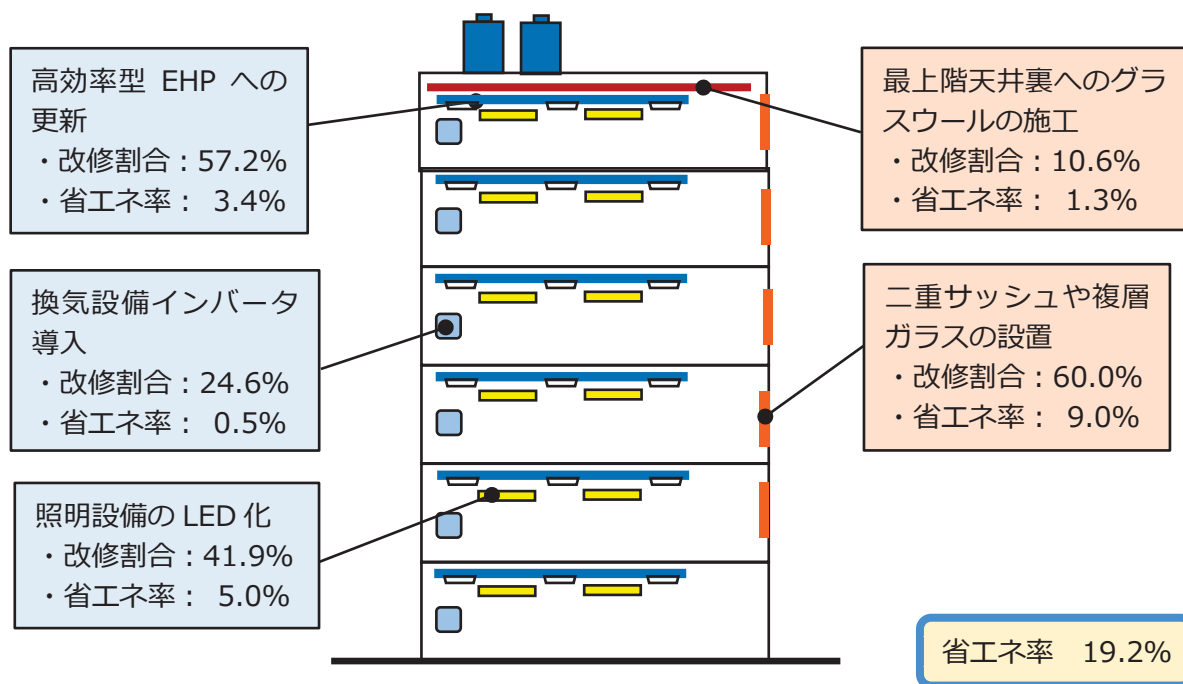 高効率型 EHP への
更新
・改修割合：57.2%
・省エネ率： 3.4%
換気設備インバータ
導入
・改修割合：24.6%
・省エネ率： 0.5%
照明設備の LED 化
・改修割合：41.9%
・省エネ率： 5.0%
最上階天井裏へのグラ
スウールの施工
・改修割合：10.6%
・省エネ率： 1.3%
二重サッシュや複層
ガラスの設置
・改修割合：60.0%
・省エネ率： 9.0%
省エネ率 19.2%